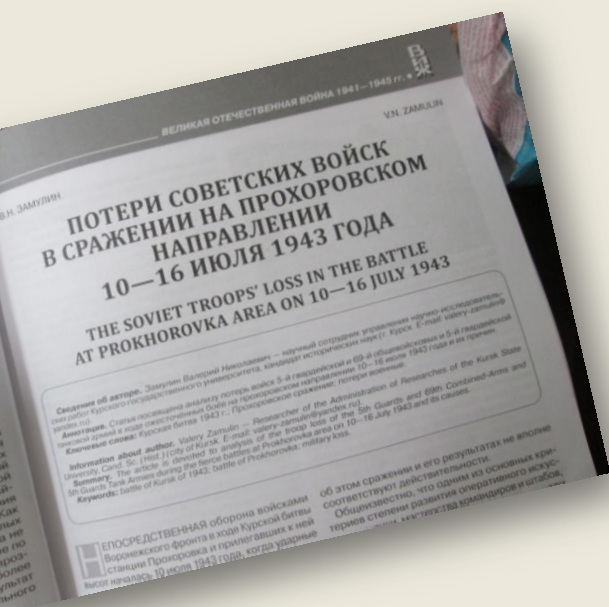 ВЕЛИКАЯ ОТЕЧЕСТВЕННАЯ ВОЙНА 1941—1945 гг.
В.Н. ЗАМУЛИН
V.N. ZAMULIN
ПОТЕРИ СОВЕТСКИХ ВОЙСК
В СРАЖЕНИИ НА ПРОХОРОВСКОМ
НАПРАВЛЕНИИ
10—16 ИЮЛЯ 1943 ГОДА
THE SOVIET TROOPS' LOSS IN THE BATTLE
AT PROKHOROVKA AREA ON 10—16 JULY 1943
Сведения об авторе. Замулин Валерий Николаевич — научный сотрудник управления научно-исследователь-
ских работ Курского государственного университета, кандидат исторических наук (г. Курск. E-mail: valery-zamulin@
yandex.ru).
Аннотация. Статья посвящена анализу потерь войск 5-й гвардейской и 69-й общевойсковых и 5-й гвардейской
танковой армий в ходе ожесточённых боёв на прохоровском направлении 10—16 июля 1943 года и их причин.
Ключевые слова: Курская битва 1943 г.; Прохоровское сражение; потери военные.
Information about author. Valery Zamulin — Researcher of the Administration of Researches of the Kursk State
University, Cand. Sc. (Hist.) (city of Kursk. E-mail: valery-zamulin@yandex.ru).
Summary. The article is devoted to analysis of the troop loss of the 5th Guards and 69th Combined-Arms and
5th Guards Tank Armies during the fierce battles at Prokhorovka area on 10—16 July 1943 and its causes.
Keywords: battle of Kursk of 1943; battle of Prokhorovka, military loss.
НЕПОСРЕДСТВЕННАЯ оборона войсками
Воронежского фронта в ходе Курской битвы
станции Прохоровка и прилегавших к ней
высот началась 10 июля 1943 года, когда ударные
об этом сражении и его результатах не вполне
соответствуют действительности.
Общеизвестно, что одним из основных кри-
териев степени развития оперативного искус-
мастерства командиров и штабов,